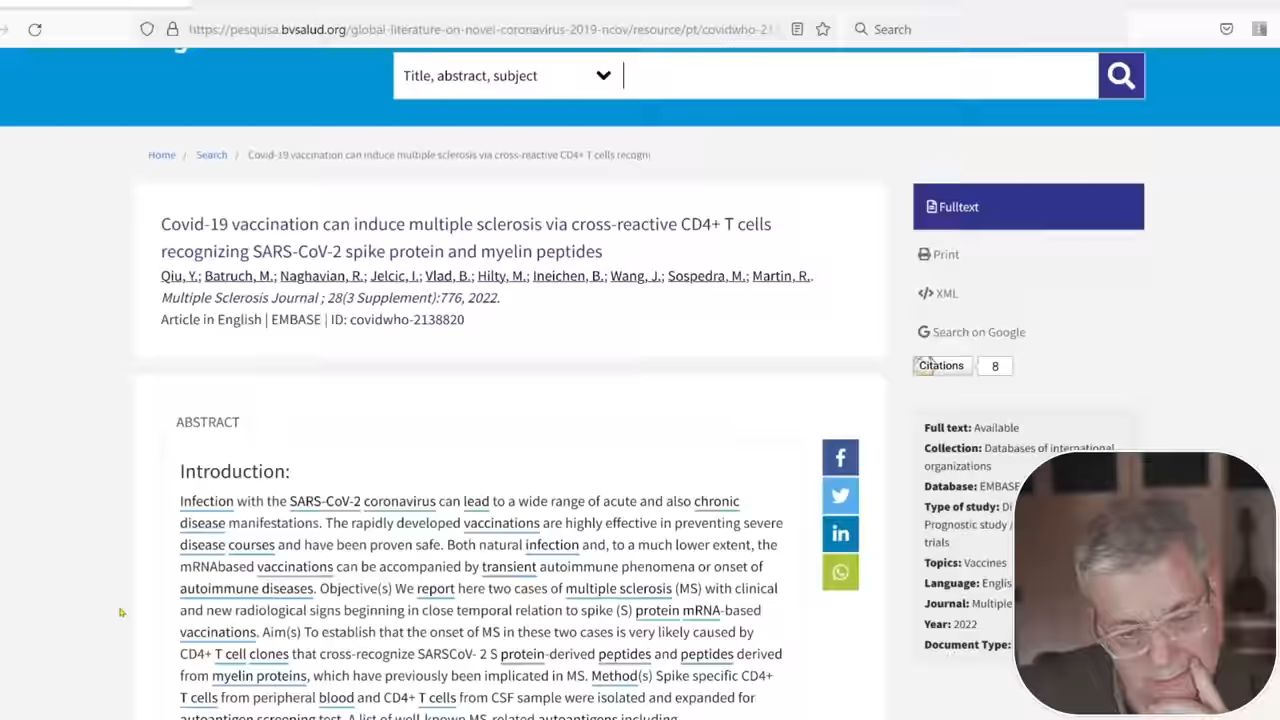 https://pesquisa.bvsalud.org/global-literature-on-novel-coronavirus-2019-ncov/resource/pt/covidwho-21
Search
Title, abstract, subject
Home / Search / Covid-19 vaccination can induce multiple sclerosis via cross-reactive CD4+ T cells recogni
Covid-19 vaccination can induce multiple sclerosis via cross-reactive CD4+ T cells
recognizing SARS-CoV-2 spike protein and myelin peptides
Qiu, Y.; Batruch, M.; Naghavian, R.; Jelcic, I.; Vlad, B.; Hilty, M.; Ineichen, B.; Wang, J.; Sospedra, M.; Martin, R..
Multiple Sclerosis Journal ; 28(3 Supplement):776, 2022.
Article in English | EMBASE | ID: covidwho-2138820
Fulltext
Print
XML
Search on Google
Citations 8
ABSTRACT
Introduction:
Infection with the SARS-CoV-2 coronavirus can lead to a wide range of acute and also chronic
disease manifestations. The rapidly developed vaccinations are highly effective in preventing severe
disease courses and have been proven safe. Both natural infection and, to a much lower extent, the
mRNAbased vaccinations can be accompanied by transient autoimmune phenomena or onset of
autoimmune diseases. Objective(s) We report here two cases of multiple sclerosis (MS) with clinical
and new radiological signs beginning in close temporal relation to spike (S) protein mRNA-based
vaccinations. Aim(s) To establish that the onset of MS in these two cases is very likely caused by
CD4+ T cell clones that cross-recognize SARSCoV- 2 S protein-derived peptides and peptides derived
from myelin proteins, which have previously been implicated in MS. Method(s) Spike specific CD4+
T cells from peripheral blood and CD4+ T cells from CSF sample were isolated and expanded for
autoantigen screening test. A list of well-known MS-related autoantigens including
Full text: Available
Collection: Databases of international
organizations
Database: EMBASE
Type of study: Di
Prognostic study /
trials
Topics: Vaccines
Language: Englis
Journal: Multiple
Year: 2022
Document Type: